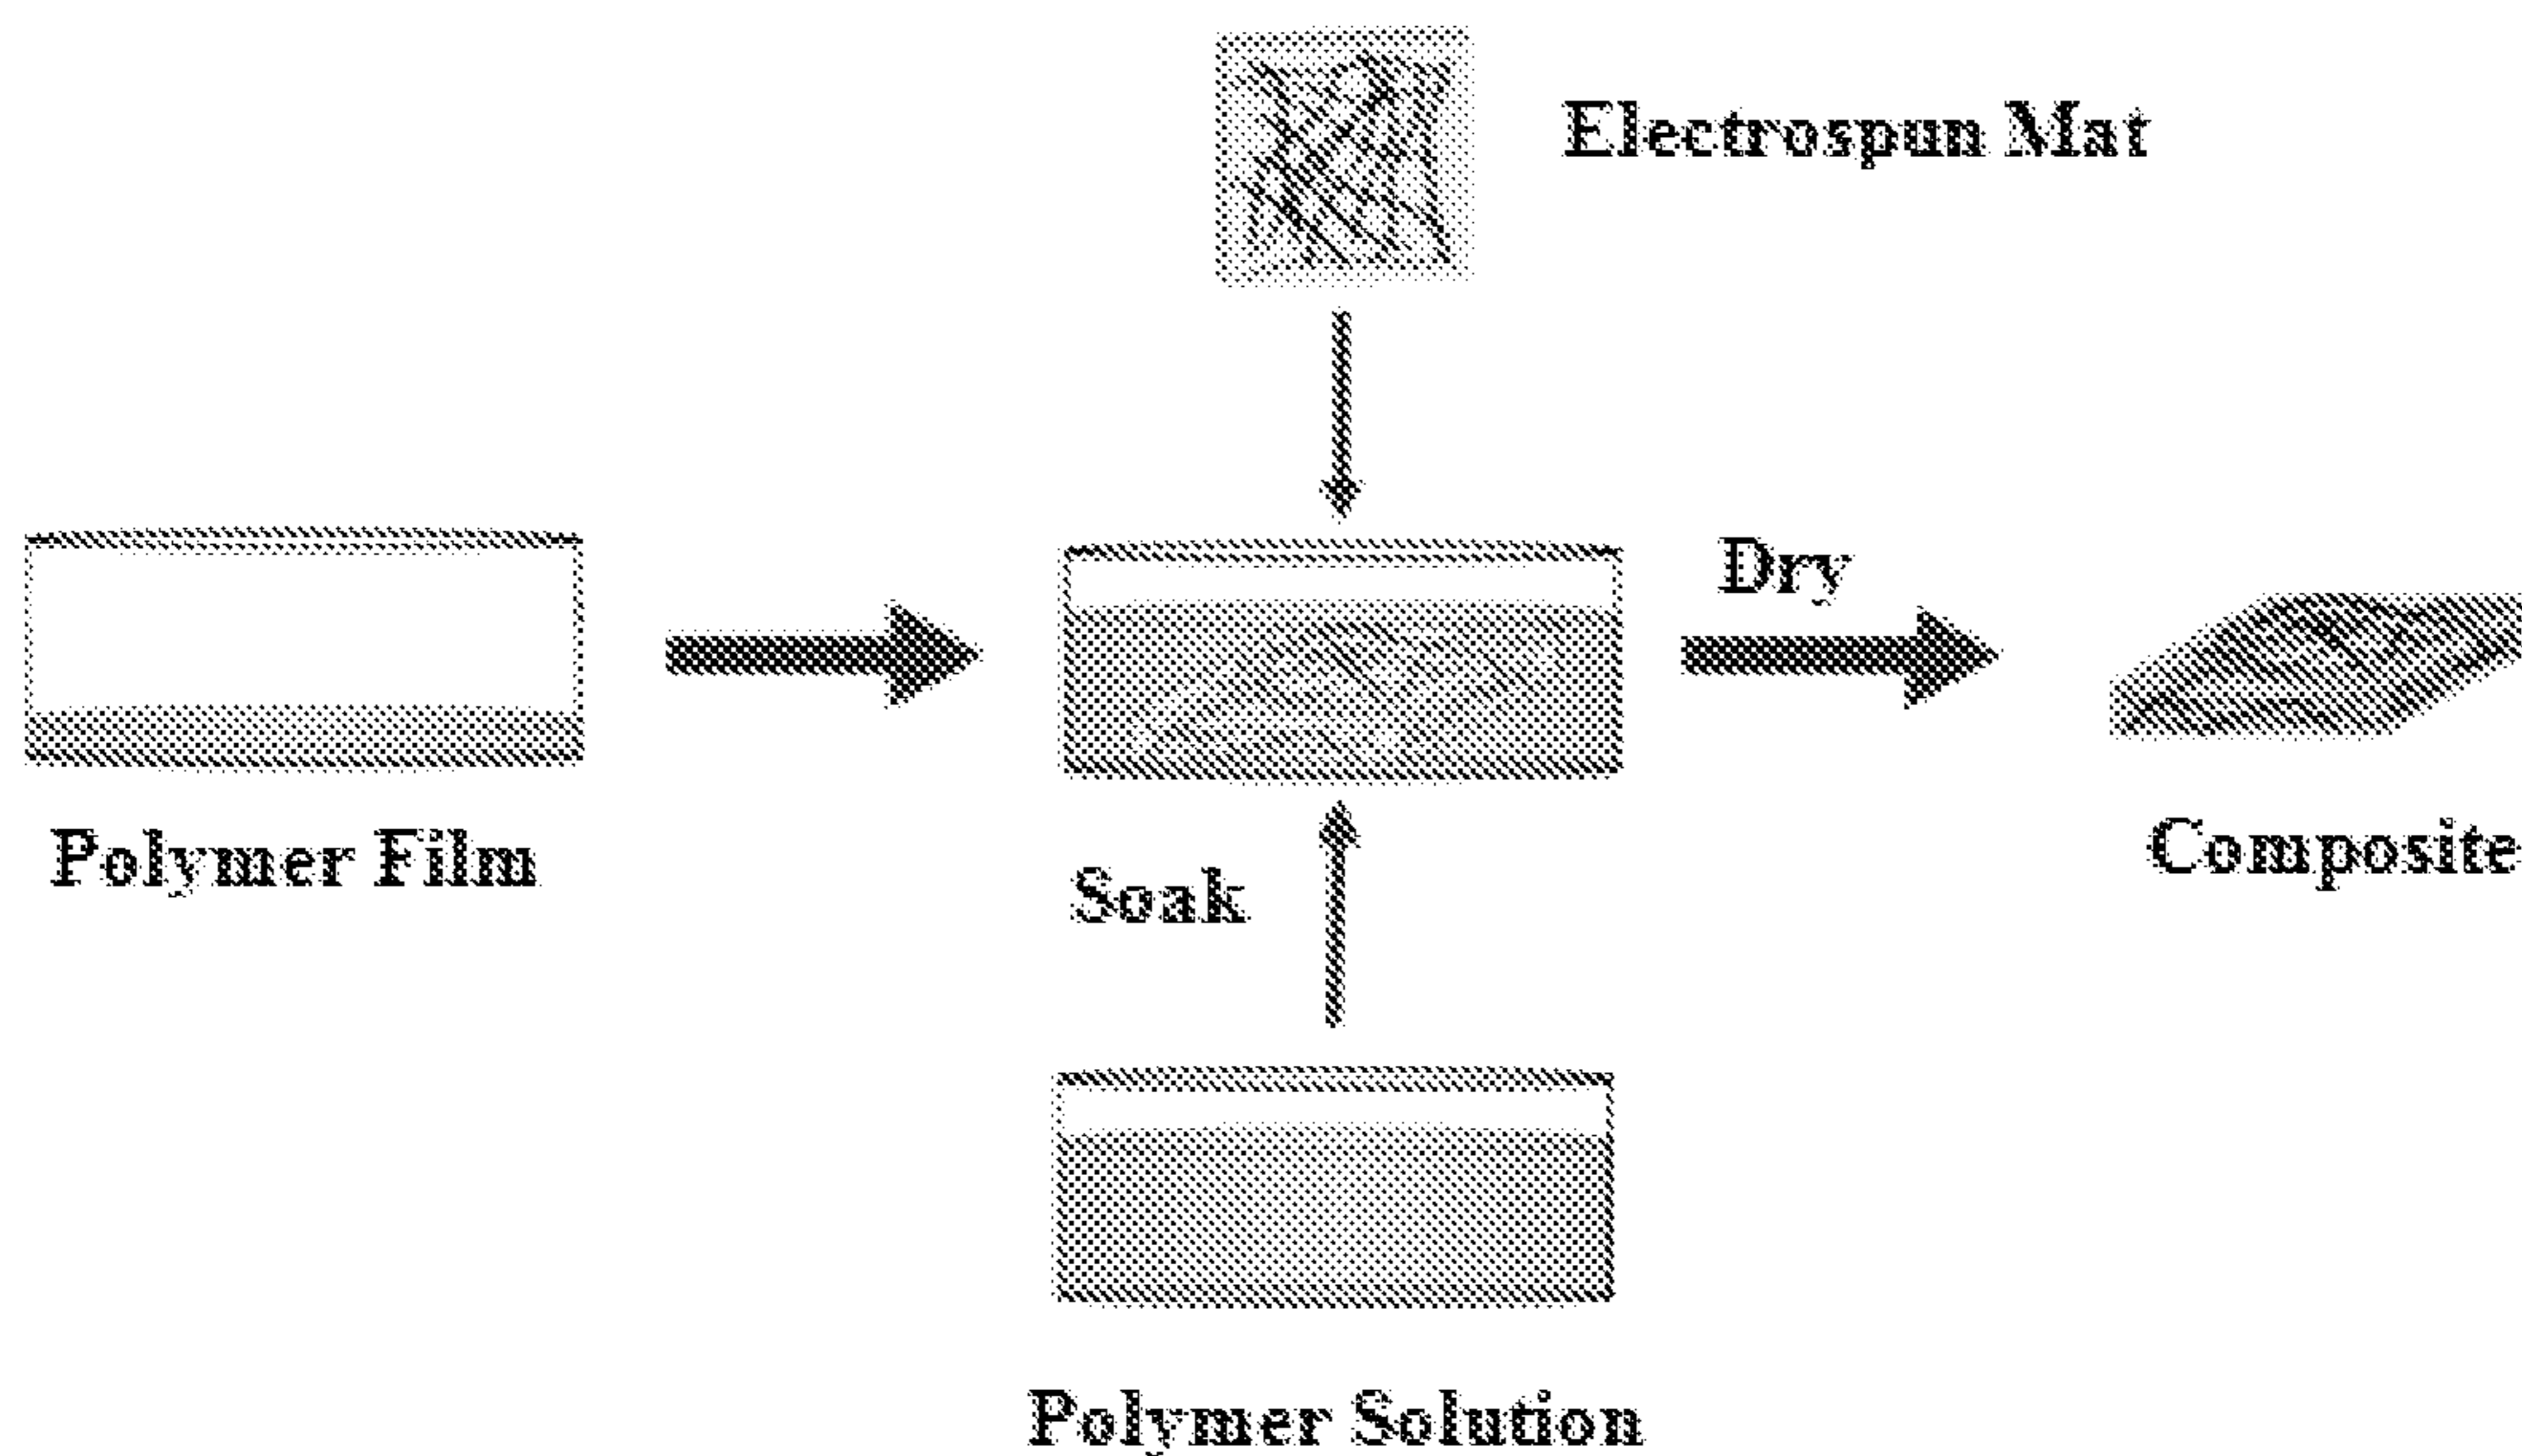 Electrospun Mat
Dry
Polymer Film
Composite
Soak
Polymer Solution